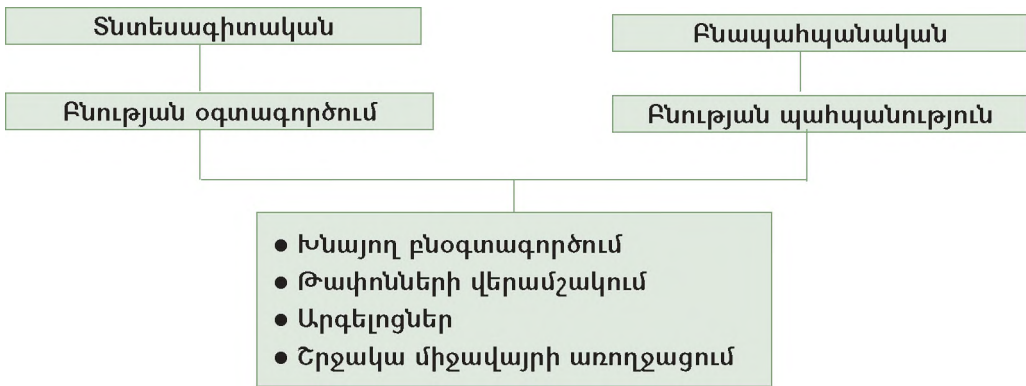 Տնտեսագիտական
Բնապահպանական
Բնության օգտագործում
Բնության պահպանություն
● Խնայող բնօգտագործում
● Թափոնների վերամշակում
● Արգելոցներ
● Շրջակա միջավայրի առողջացում